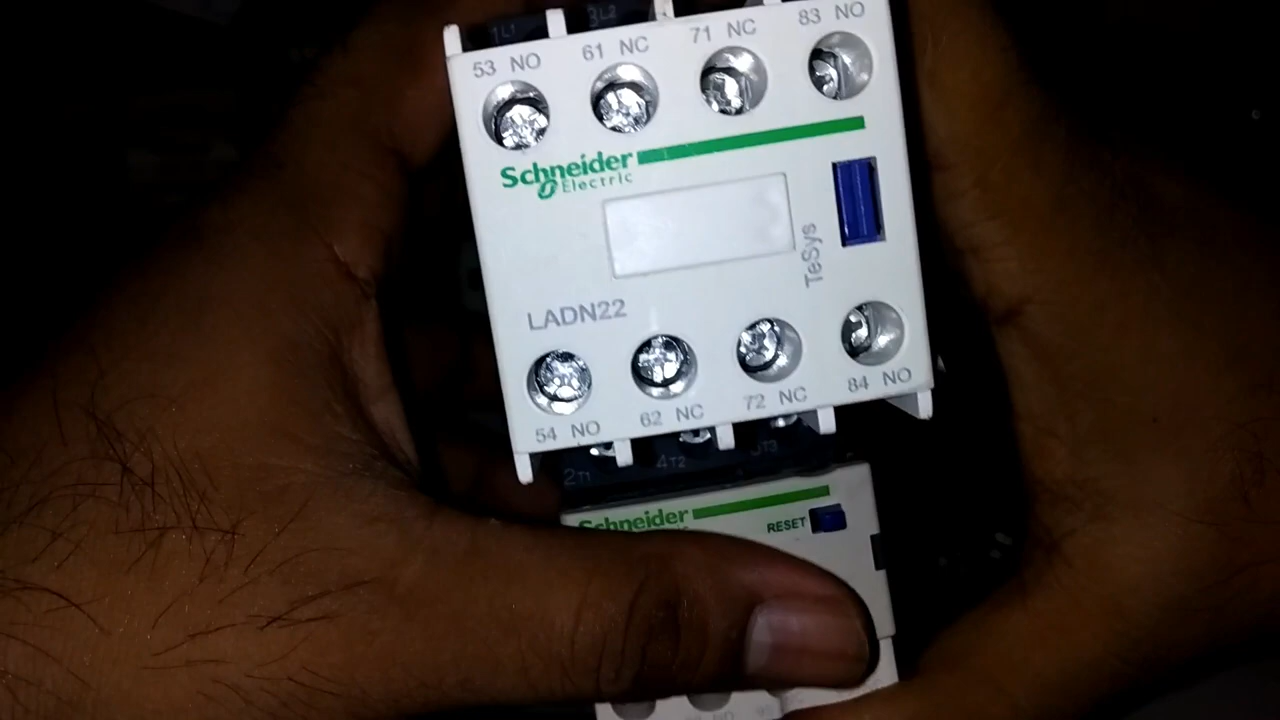 1L1 3L2
53 NO 61 NC 71 NC 83 NO
Schneider
Electric
TeSys
LADN22
54 NO 62 NC 72 NC 84 NO
2T1 4T2 5T3
Schneider
RESET